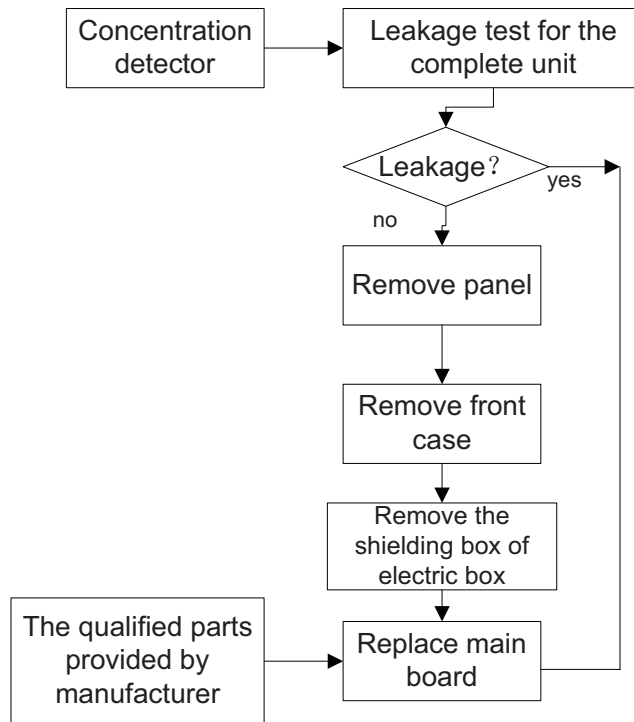 Concentration
detector
Leakage test for the
complete unit
Leakage？
yes
no
Remove panel
Remove front
case
Remove the
shielding box of
electric box
The qualified parts
provided by
manufacturer
Replace main
board